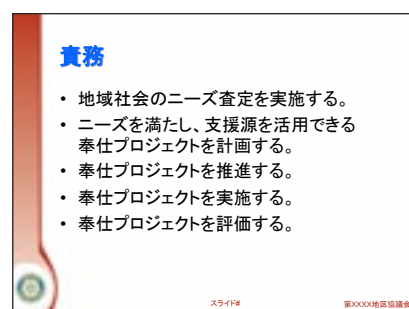 責務
• 地域社会のニーズ査定を実施する。
• ニーズを満たし、支援源を活用できる
奉仕プロジェクトを計画する。
• 奉仕プロジェクトを推進する。
• 奉仕プロジェクトを実施する。
• 奉仕プロジェクトを評価する。
スライド#
第XXXX地区協議会